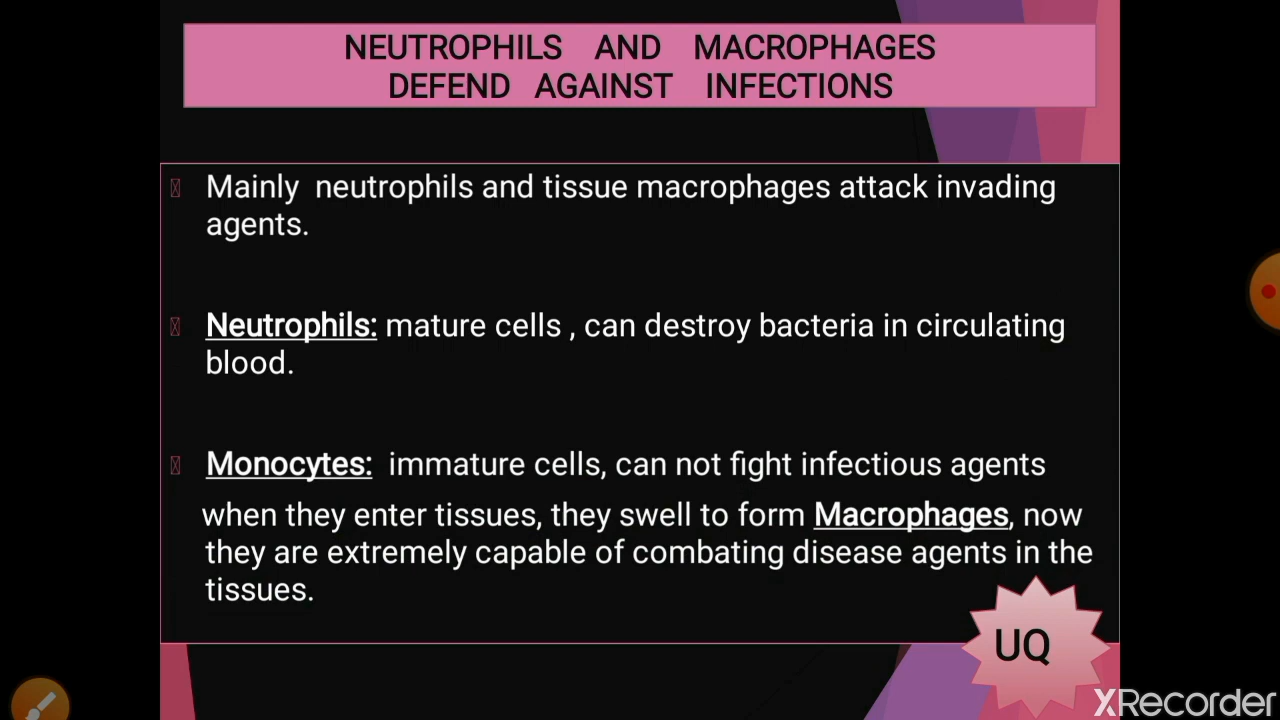 NEUTROPHILS AND MACROPHAGES
DEFEND AGAINST INFECTIONS
Mainly neutrophils and tissue macrophages attack invading
agents.
Neutrophils: mature cells , can destroy bacteria in circulating
blood.
Monocytes: immature cells, can not fight infectious agents
when they enter tissues, they swell to form Macrophages, now
they are extremely capable of combating disease agents in the
tissues.
UQ
XRecorder